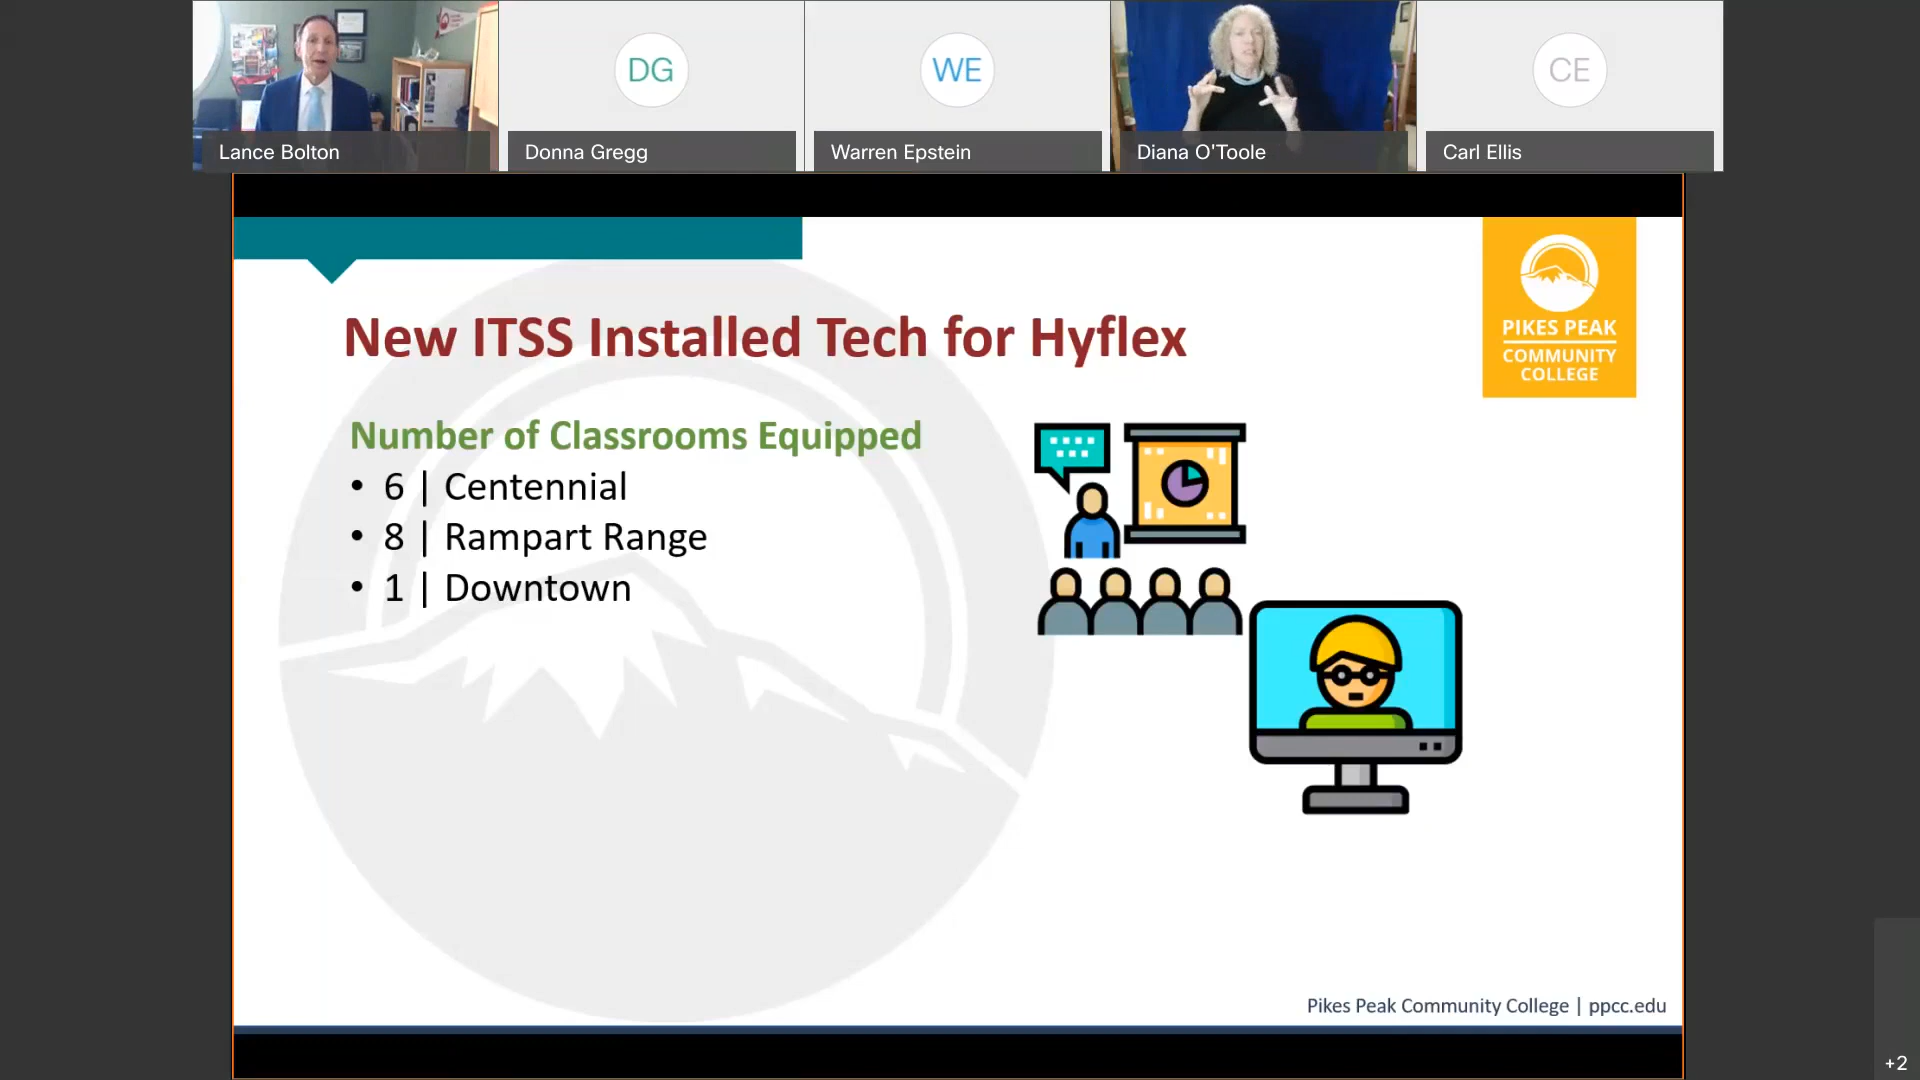 DG
WE
CE
Lance Bolton
Donna Gregg
Warren Epstein
Diana O'Toole
Carl Ellis
PIKES PEAK
COMMUNITY
COLLEGE
New ITSS Installed Tech for Hyflex
Number of Classrooms Equipped
• 6 | Centennial
• 8 | Rampart Range
• 1 | Downtown
Pikes Peak Community College | ppcc.edu
+2